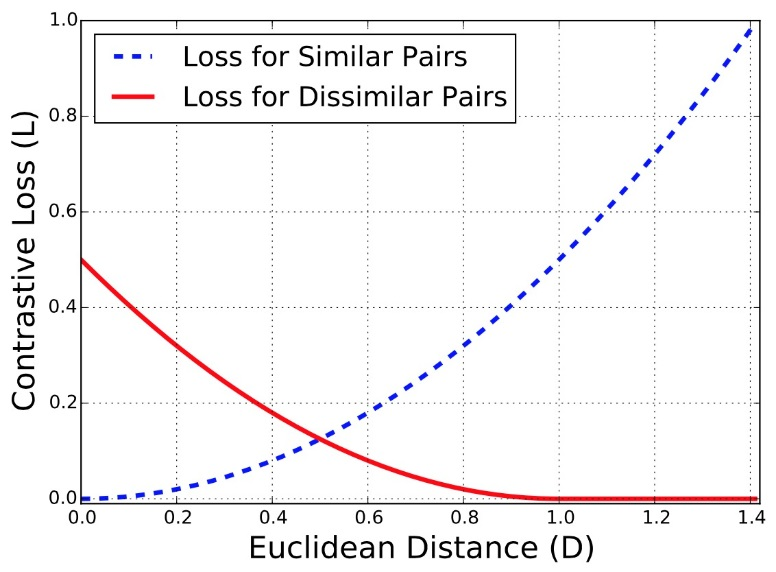 1.0
Loss for Similar Pairs
Loss for Dissimilar Pairs
0.8
0.6
0.4
0.2
0.0
Contrastive Loss (L)
0.0 0.2 0.4 0.6 0.8 1.0 1.2 1.4
Euclidean Distance (D)